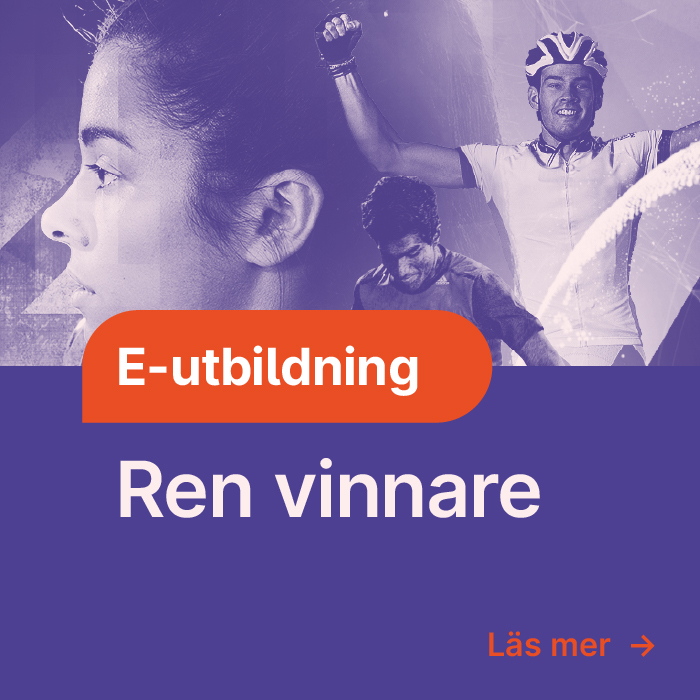 E-utbildning
Ren vinnare
Läs mer →